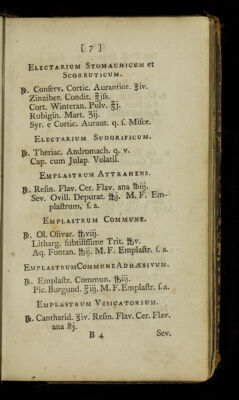 [ 7 ]
ELECTARIUM STOMACHICUM et
SCORBUTICUM.
℞. Conſerv. Cortic. Aurantior. ℥iv.
Zinziber. Condit. ℥iſs.
Cort. Winteran. Pulv. ℥j.
Rubigin. Mart. ℥ij.
Syr. e Cortic. Aurant. q. ſ. Miſce.
ELECTARIUM SUDORIFICUM.
℞. Theriac. Andromach. q. v.
Cap. cum Julap. Volatil.
EMPLASTRUM ATTRAHENS.
℞. Reſin. Flav. Cer. Flav. ana ℔iij.
Sev. Ovill. Depurat. ℔j. M. F. Em-
plaſtrum, ſ. a.
EMPLASTRUM COMMUNE.
℞. Ol. Olivar. ℔viij.
Litharg. ſubtiliſſime Trit. ℔v.
Aq. Fontan. ℔ij. M. F. Emplaſtr. ſ. a.
EMPLASTRUM COMMUNE ADHÆSIVUM.
℞. Emplaſtr. Commun. ℔iij.
Pic. Burgund. ℥iij. M. F. Emplaſtr. ſ. a.
EMPLASTRUM VESICATORIUM.
℞. Cantharid. ℥iv. Reſin. Flav. Cer. Flav.
ana ℔j.
B 4
Sev.